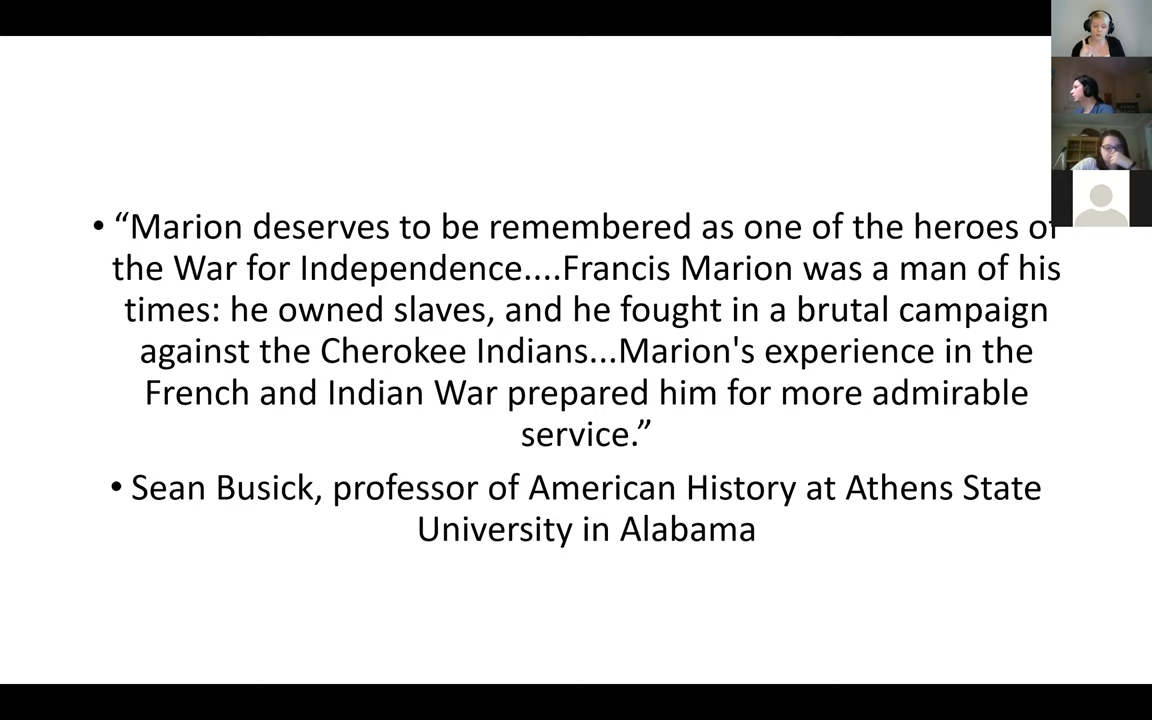 • “Marion deserves to be remembered as one of the heroes of
the War for Independence....Francis Marion was a man of his
times: he owned slaves, and he fought in a brutal campaign
against the Cherokee Indians...Marion's experience in the
French and Indian War prepared him for more admirable
service.”
• Sean Busick, professor of American History at Athens State
University in Alabama